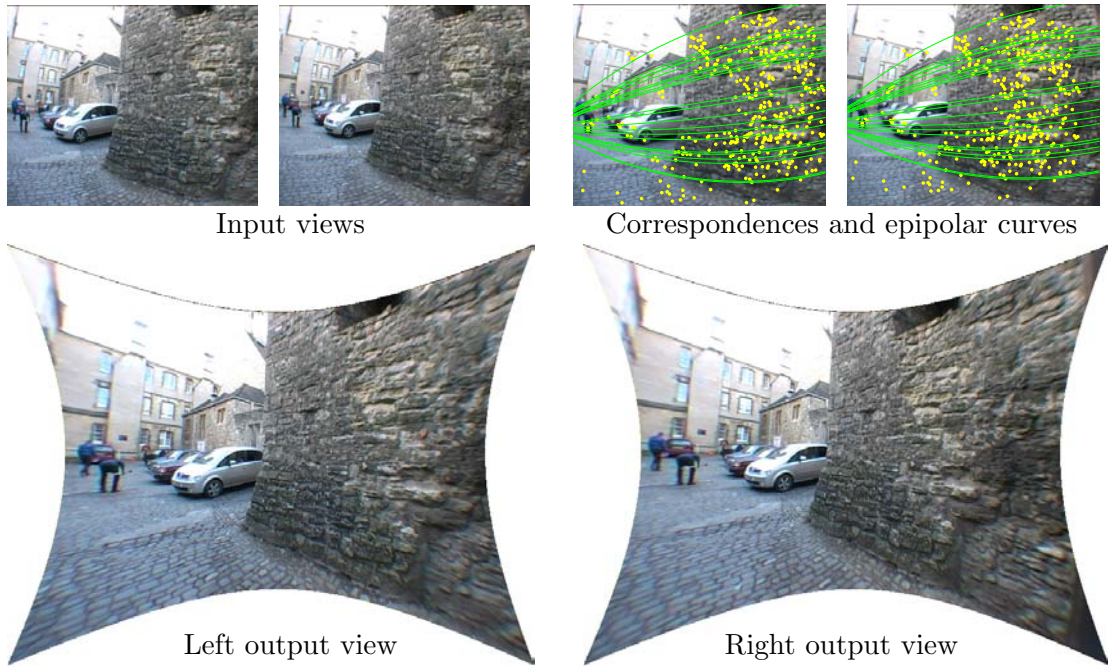 Input views
Correspondences and epipolar curves
Left output view
Right output view